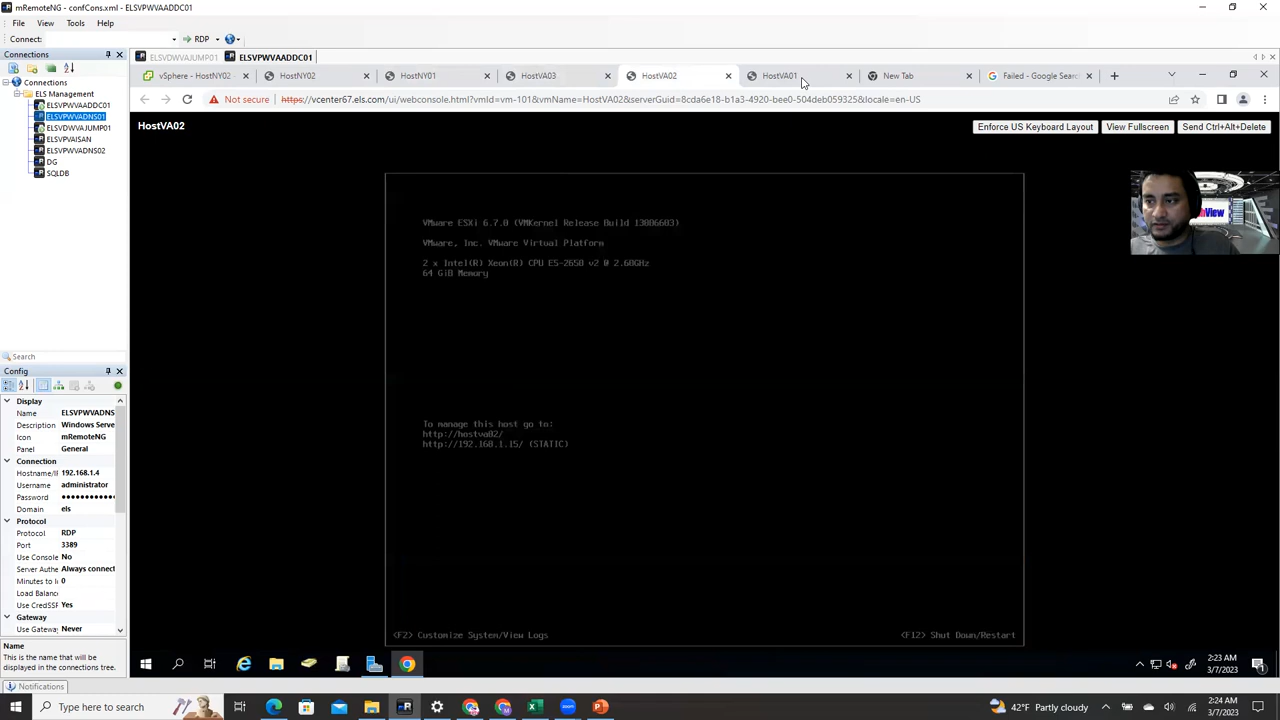 mRemoteNG - confCons.xml - ELSVPWVAADDC01
File View Tools Help
Connect: RDP
Connections
ELSVDWVAJUMP01 ELSVPWVAADDC01
vSphere - HostNY02 - HostNY02 HostNY01 HostVA03 HostVA02 HostVA01 New Tab Failed - Google Search
Connections
ELS Management
ELSVPWVAADDC01
ELSVPWVADNS01
ELSVDWVAJUMP01
ELSVPVAISAN
ELSVPWVADNS02
DG
SQLDB
Not secure https://vcenter67.els.com/ui/webconsole.html?vmId=vm-101&vmName=HostVA02&serverGuid=8cda6e18-b1b8-4920-bee0-504deb059325&locale=en-US
HostVA02
Enforce US Keyboard Layout View Fullscreen Send Ctrl+Alt+Delete
VMware ESXi 6.7.0 (VMKernel Release Build 13006603)
VMware, Inc. VMware Virtual Platform
2 x Intel(R) Xeon(R) CPU E5-2650 v2 @ 2.60GHz
64 GiB Memory
To manage this host go to:
http://hostva02/
http://192.168.1.15/ (STATIC)
<F2> Customize System/View Logs
<F12> Shut Down/Restart
Search
Config
Display
Name ELSVPWVADNS
Description Windows Serve
Icon mRemoteNG
Panel General
Connection
Hostname/IP 192.168.1.4
Username administrator
Password ●●●●●●●●●●
Domain els
Protocol
Protocol RDP
Port 3389
Use Console No
Server Authe Always connect
Minutes to Id 0
Load Balance
Use CredSSP Yes
Gateway
Use Gateway Never
Name
This is the name that will be
displayed in the connections tree.
2:23 AM
3/7/2023
Notifications
Type here to search
42°F Partly cloudy
2:24 AM
3/7/2023